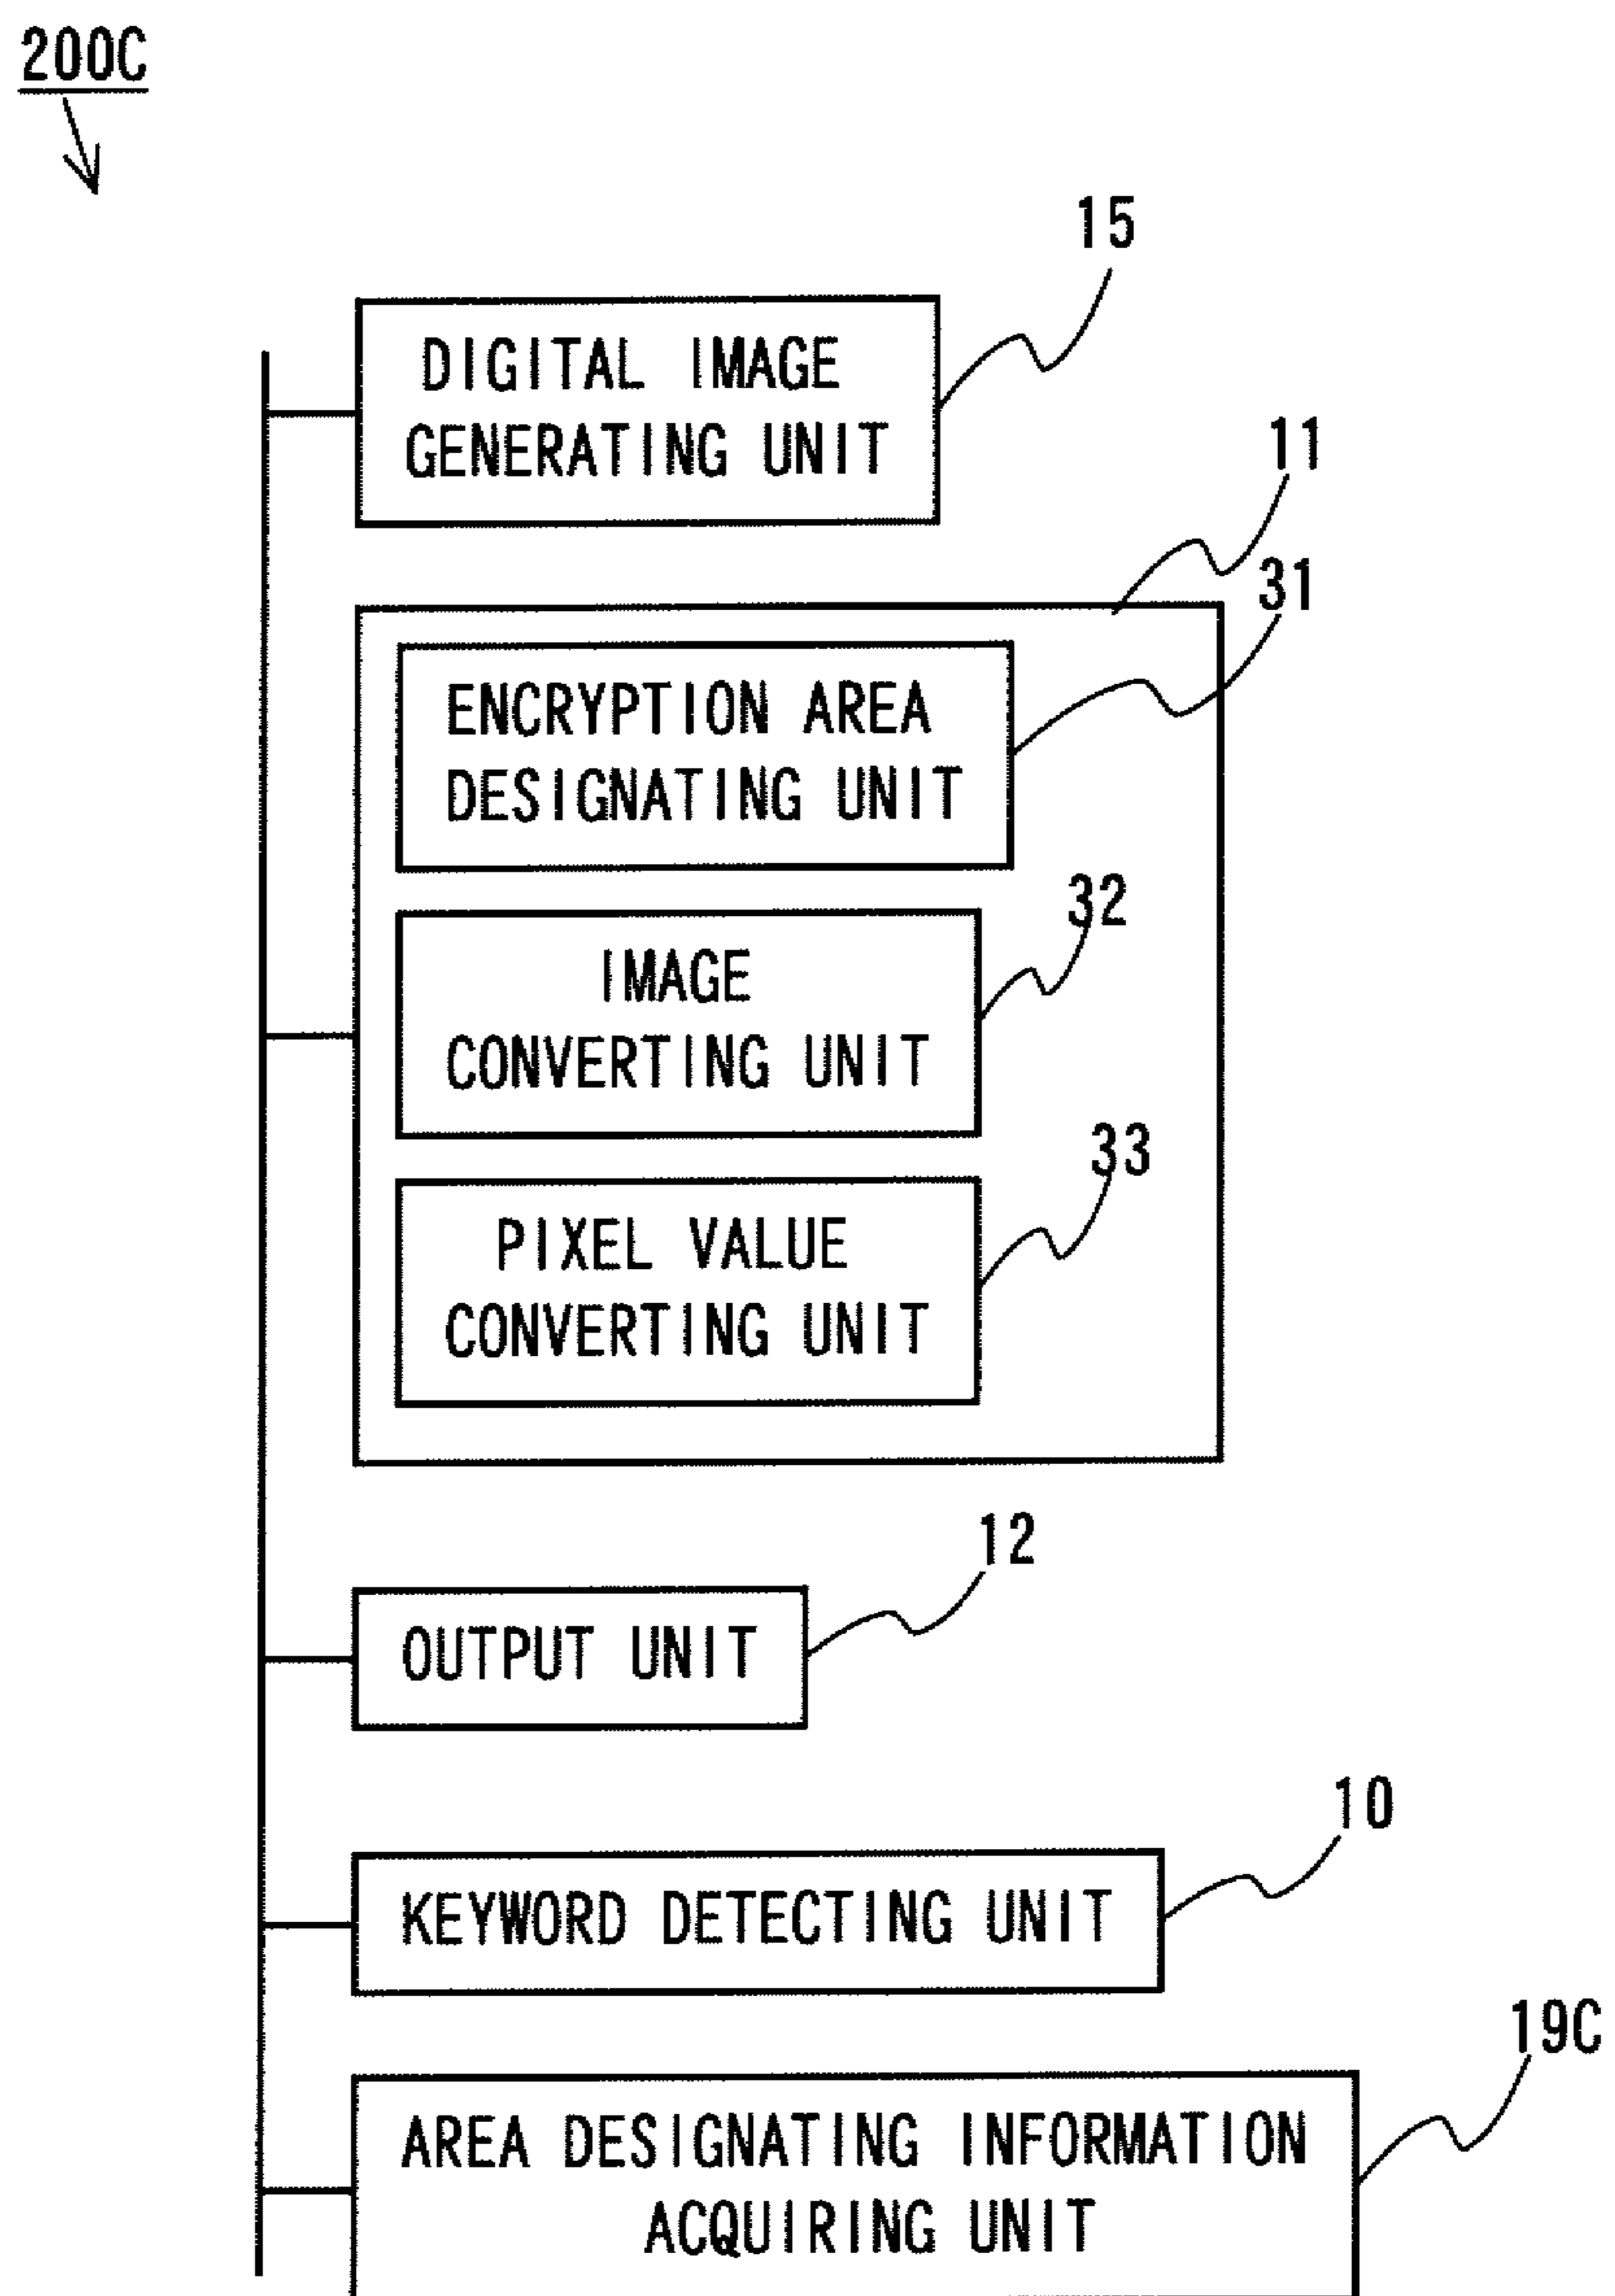 200C
15
DIGITAL IMAGE
GENERATING UNIT
11
31
ENCRYPTION AREA
DESIGNATING UNIT
32
IMAGE
CONVERTING UNIT
33
PIXEL VALUE
CONVERTING UNIT
12
OUTPUT UNIT
10
KEYWORD DETECTING UNIT
19C
AREA DESIGNATING INFORMATION
ACQUIRING UNIT